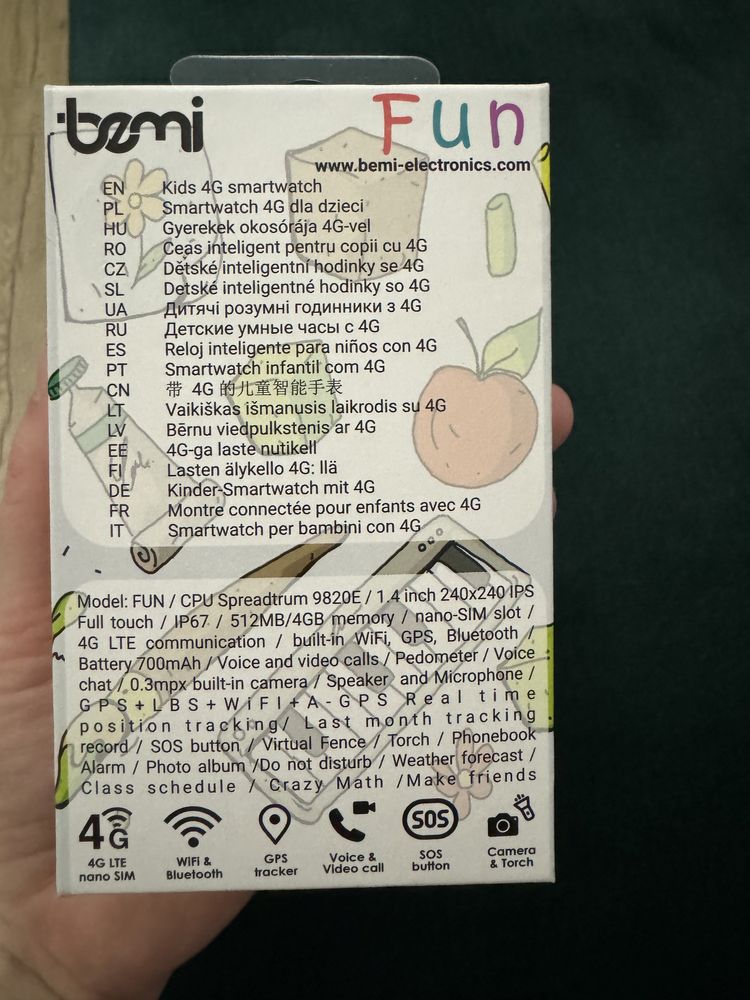 bemi
Fun
www.bemi-electronics.com
EN Kids 4G smartwatch
PL Smartwatch 4G dla dzieci
HU Gyerekek okosórája 4G-vel
RO Ceas inteligent pentru copii cu 4G
CZ Dětské inteligentní hodinky se 4G
SL Detské inteligentné hodinky so 4G
UA Дитячі розумні годинники з 4G
RU Детские умные часы с 4G
ES Reloj inteligente para niños con 4G
PT Smartwatch infantil com 4G
CN 带 4G 的儿童智能手表
LT Vaikiškas išmanusis laikrodis su 4G
LV Bērnu viedpulkstenis ar 4G
EE 4G-ga laste nutikell
FI Lasten älykello 4G: llä
DE Kinder-Smartwatch mit 4G
FR Montre connectée pour enfants avec 4G
IT Smartwatch per bambini con 4G
Model: FUN / CPU Spreadtrum 9820E / 1.4 inch 240x240 IPS
Full touch / IP67 / 512MB/4GB memory / nano-SIM slot /
4G LTE communication / built-in WiFi, GPS, Bluetooth /
Battery 700mAh / Voice and video calls / Pedometer / Voice
chat / 0.3mpx built-in camera / Speaker and Microphone /
GPS+LBS+WiFI+A-GPS Real time
position tracking/ Last month tracking
record / SOS button / Virtual Fence / Torch / Phonebook
Alarm / Photo album /Do not disturb / Weather forecast /
Class schedule / Crazy Math /Make friends
4G
SOS
4G LTE nano SIM
WiFi & Bluetooth
GPS tracker
Voice & Video call
SOS button
Camera & Torch